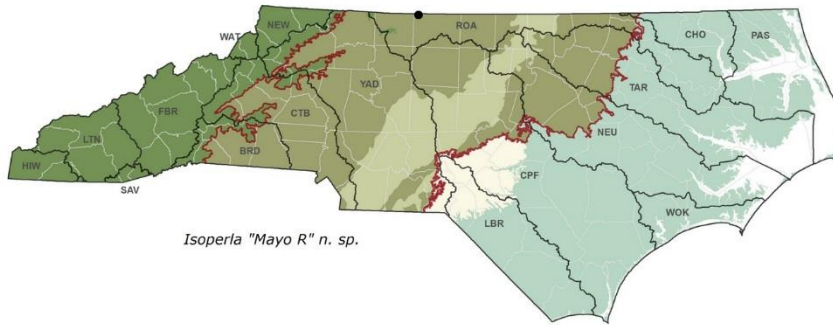 NEW
ROA
WAT
CHO
PAS
YAD
TAR
FBR
CTB
LTN
NEU
BRD
HIW
CPF
SAV
WOK
LBR
Isoperla "Mayo R" n. sp.